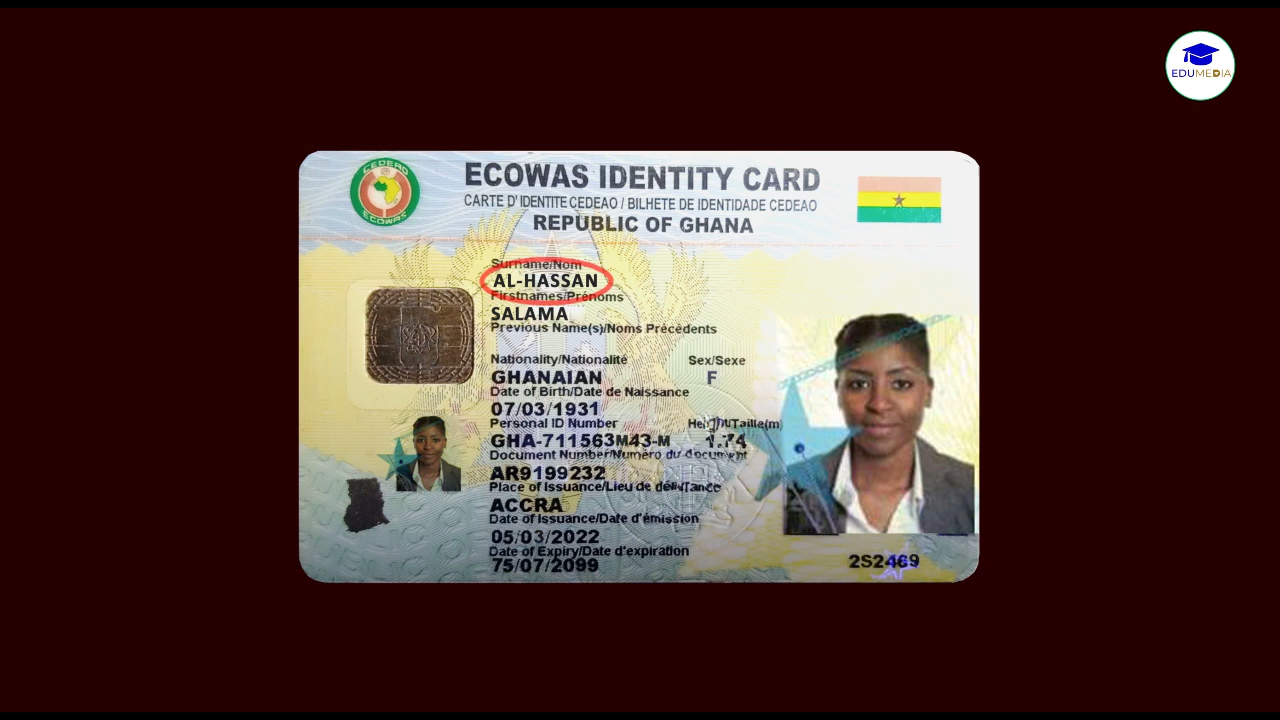 EDUMEDIA
CEDEAO
ECOWAS
ECOWAS IDENTITY CARD
CARTE D' IDENTITE CEDEAO / BILHETE DE IDENTIDADE CEDEAO
REPUBLIC OF GHANA
Surname/Nom
AL-HASSAN
Firstnames/Prénoms
SALAMA
Previous Name(s)/Noms Précédents
Nationality/Nationalité Sex/Sexe
GHANAIAN F
Date of Birth/Date de Naissance
07/03/1931
Personal ID Number Height/Taille(m)
GHA-711563M43-M 1.74
Document Number/Numéro du document
AR9199232
Place of Issuance/Lieu de délivrance
ACCRA
Date of Issuance/Date d'émission
05/03/2022
Date of Expiry/Date d'expiration
75/07/2099
2S2469